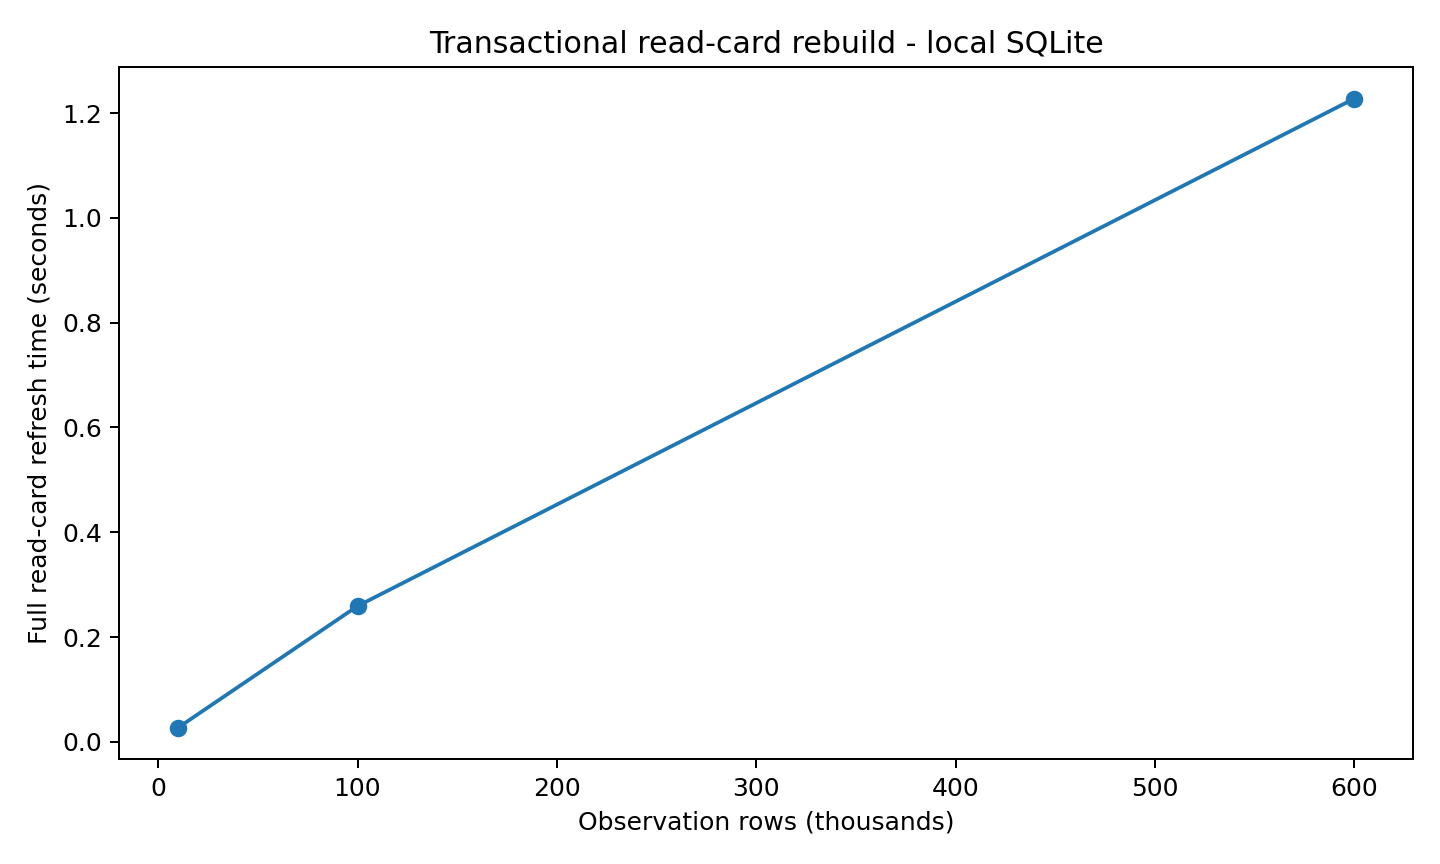 Transactional read-card rebuild - local SQLite
Full read-card refresh time (seconds)
1.2
1.0
0.8
0.6
0.4
0.2
0.0
0 100 200 300 400 500 600
Observation rows (thousands)